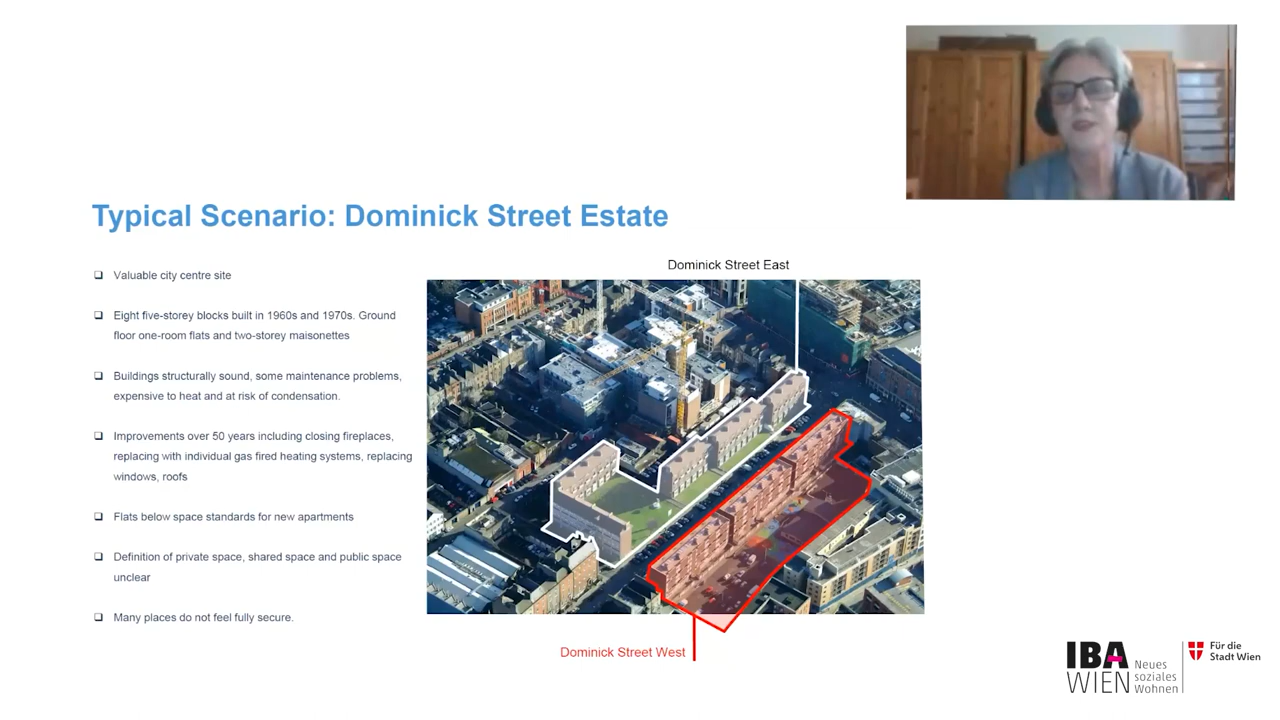 Typical Scenario: Dominick Street Estate
Valuable city centre site
Eight five-storey blocks built in 1960s and 1970s. Ground
floor one-room flats and two-storey maisonettes
Buildings structurally sound, some maintenance problems,
expensive to heat and at risk of condensation.
Improvements over 50 years including closing fireplaces,
replacing with individual gas fired heating systems, replacing
windows, roofs
Flats below space standards for new apartments
Definition of private space, shared space and public space
unclear
Many places do not feel fully secure.
Dominick Street East
Dominick Street West
IBA
WIEN
Neues
soziales
Wohnen
Für die
Stadt Wien